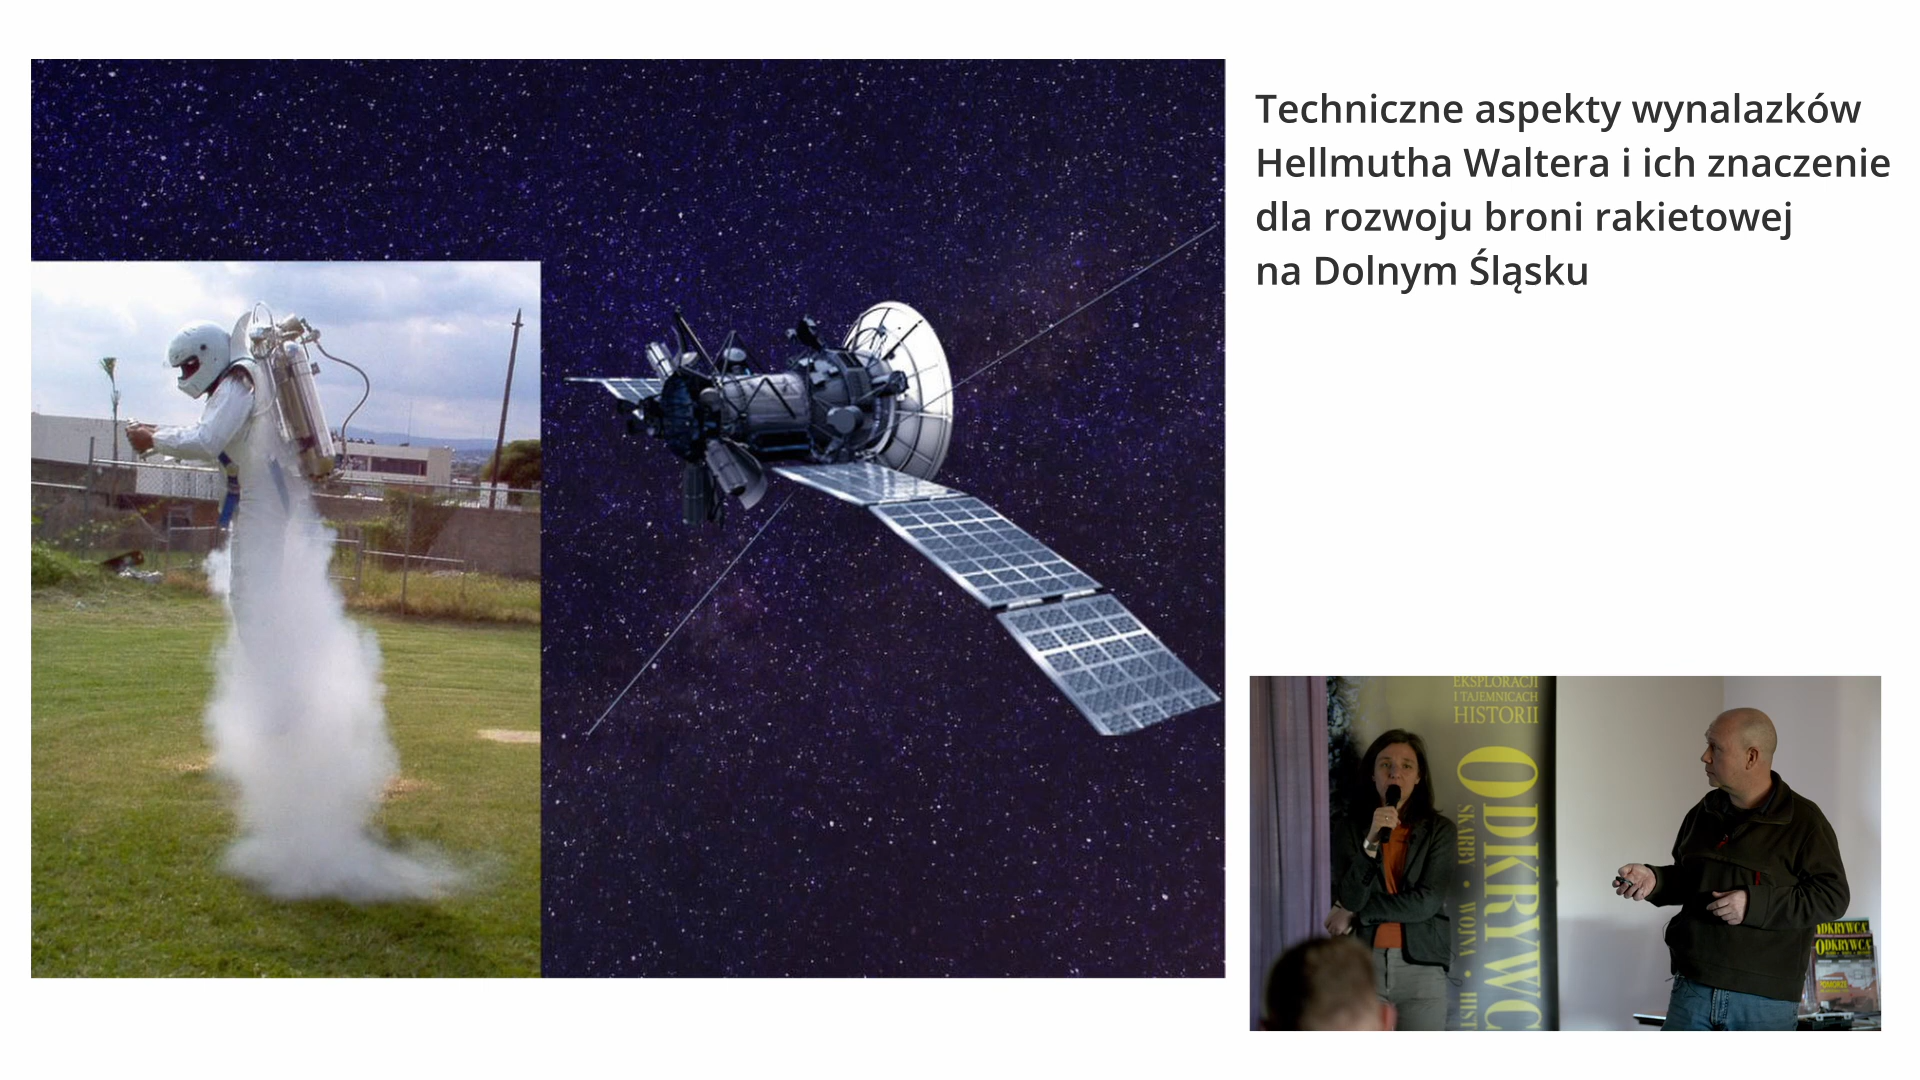 Techniczne aspekty wynalazków
Hellmutha Waltera i ich znaczenie
dla rozwoju broni rakietowej
na Dolnym Śląsku
EKSPLORACJI
I TAJEMNICACH
HISTORII
ODKRYWC
SKARBY • WOJNA • HIST
ODKRYWCA
ODKRYWCA